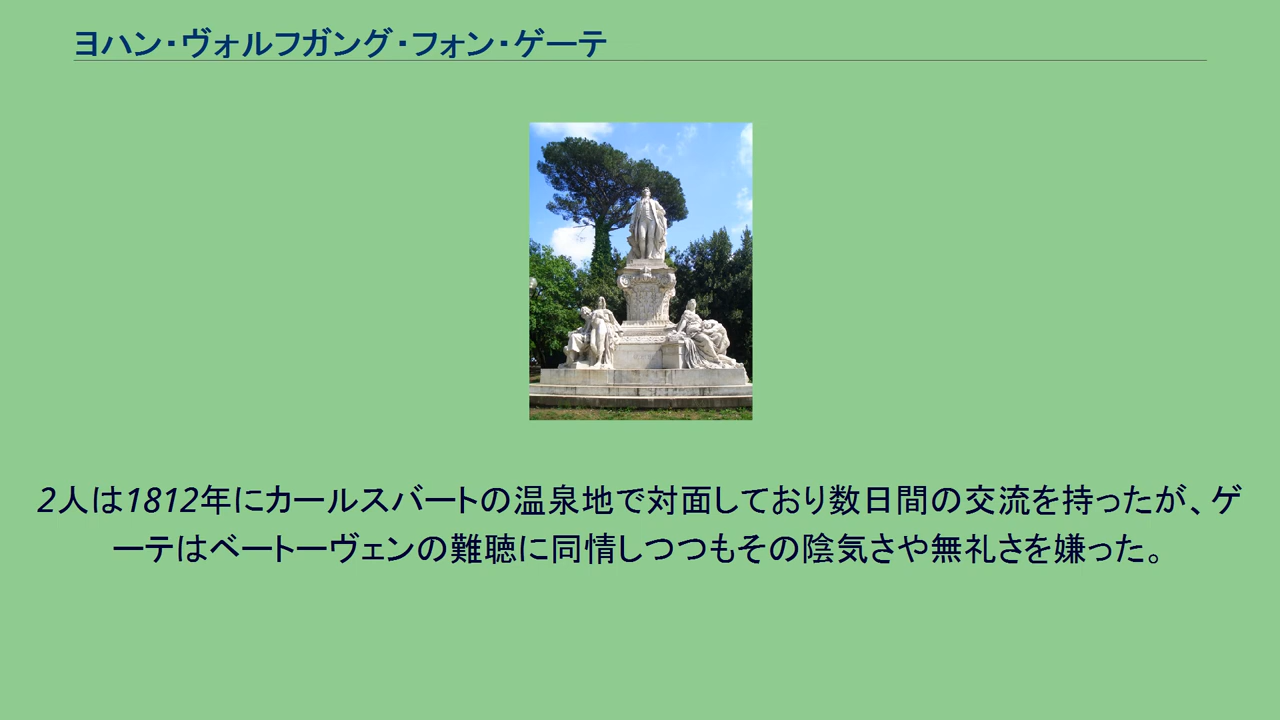 ヨハン・ヴォルフガング・フォン・ゲーテ
2人は1812年にカールスバートの温泉地で対面しており数日間の交流を持ったが、ゲ
ーテはベートーヴェンの難聴に同情しつつもその陰気さや無礼さを嫌った。